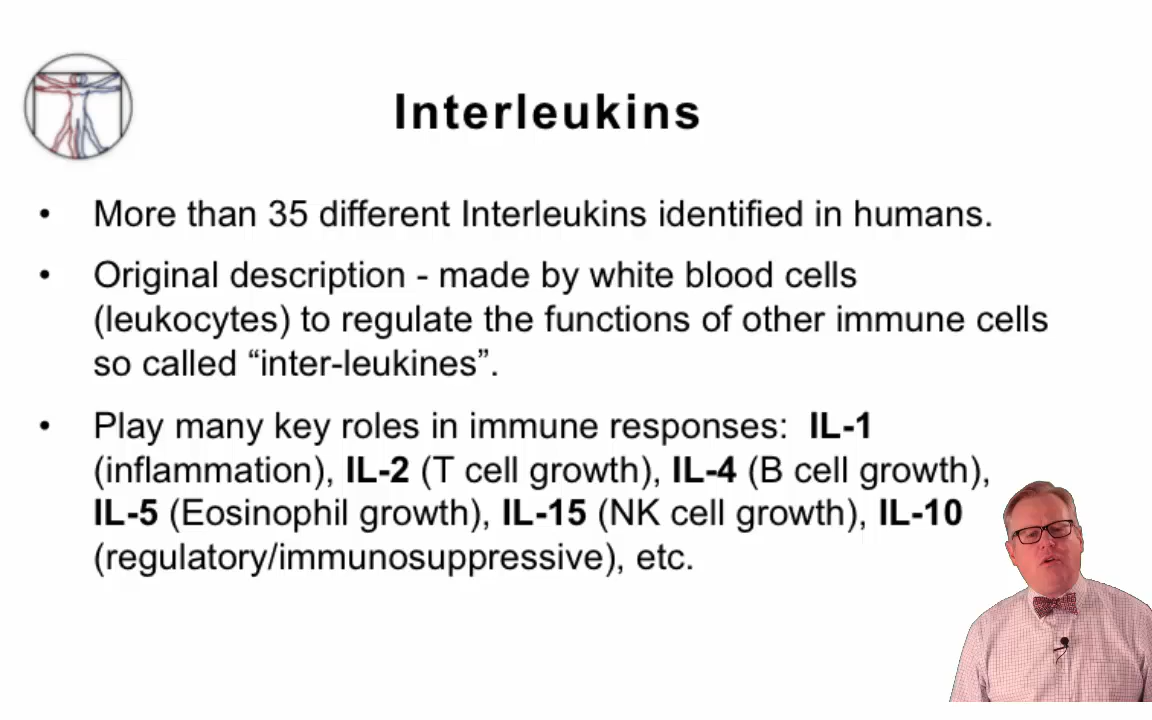 Interleukins
• More than 35 different Interleukins identified in humans.
• Original description - made by white blood cells
(leukocytes) to regulate the functions of other immune cells
so called “inter-leukines”.
• Play many key roles in immune responses: IL-1
(inflammation), IL-2 (T cell growth), IL-4 (B cell growth),
IL-5 (Eosinophil growth), IL-15 (NK cell growth), IL-10
(regulatory/immunosuppressive), etc.